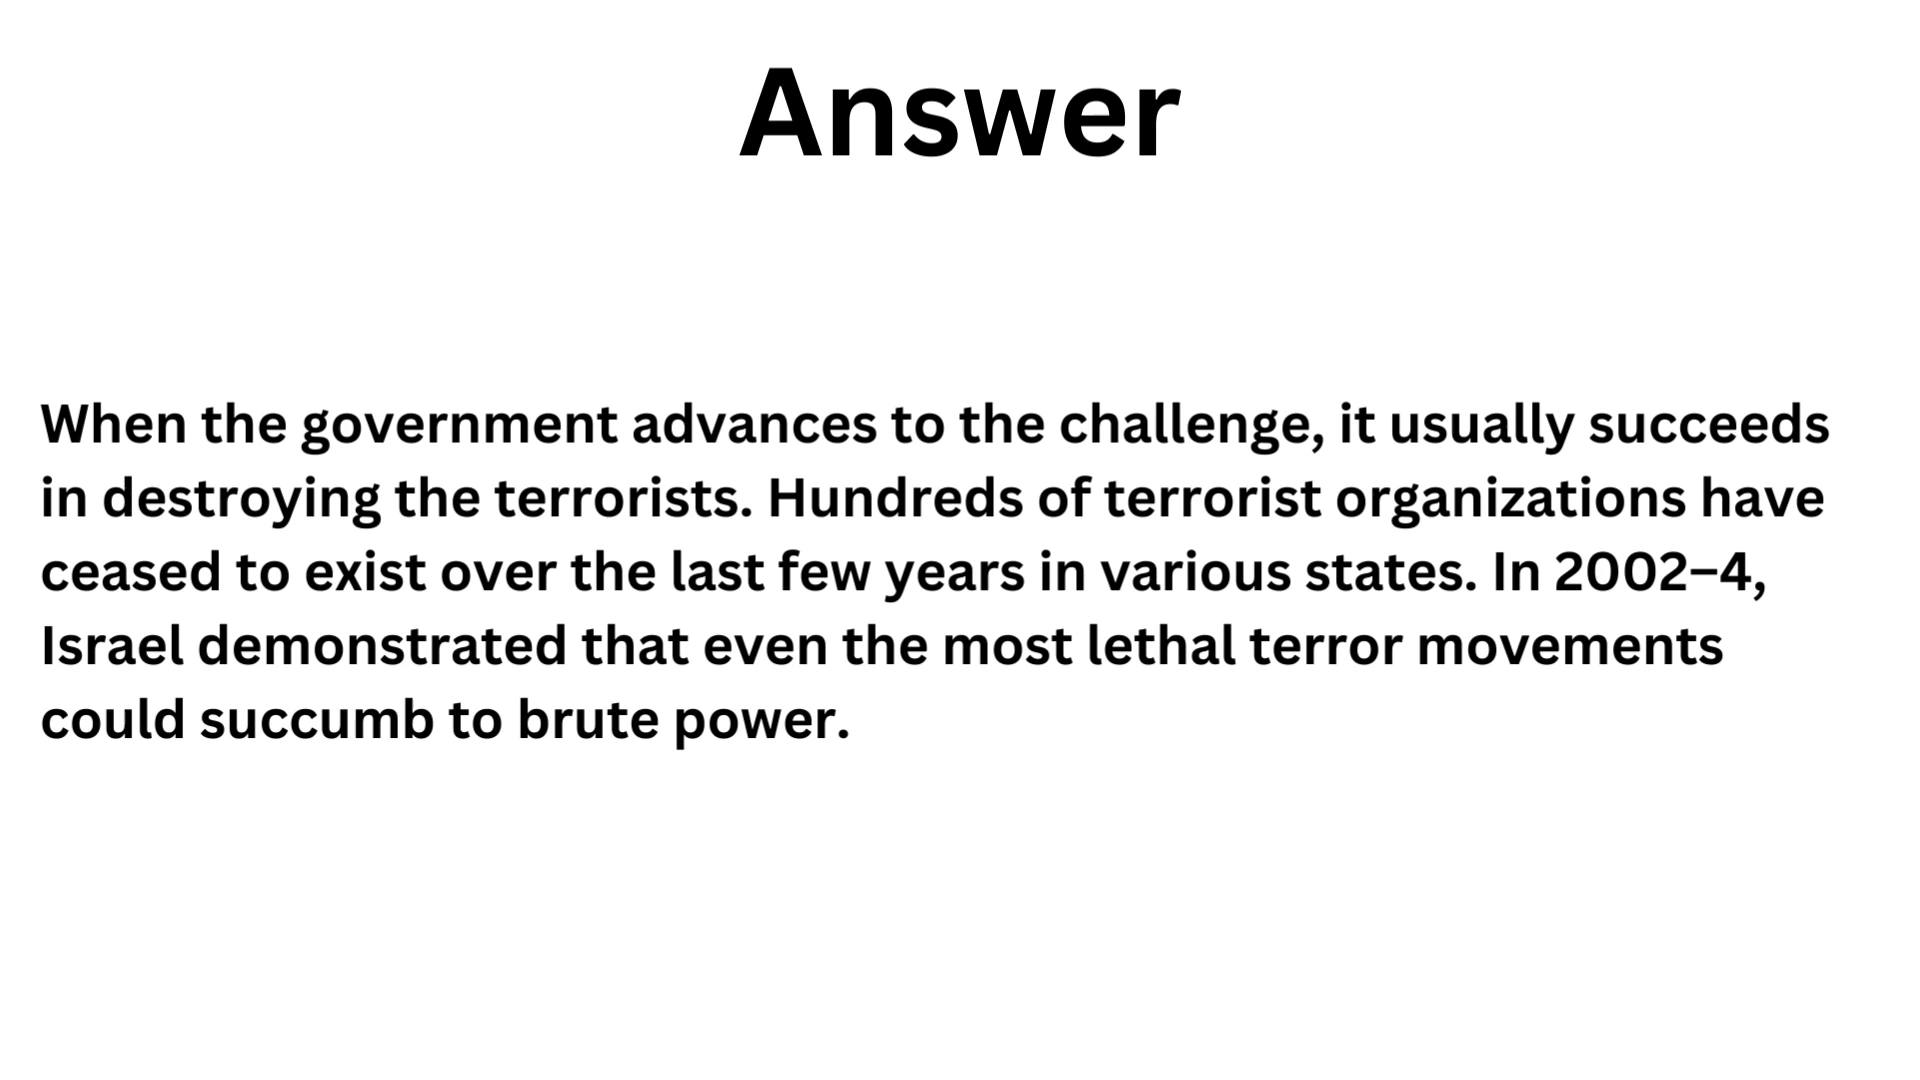 Answer
When the government advances to the challenge, it usually succeeds
in destroying the terrorists. Hundreds of terrorist organizations have
ceased to exist over the last few years in various states. In 2002–4,
Israel demonstrated that even the most lethal terror movements
could succumb to brute power.